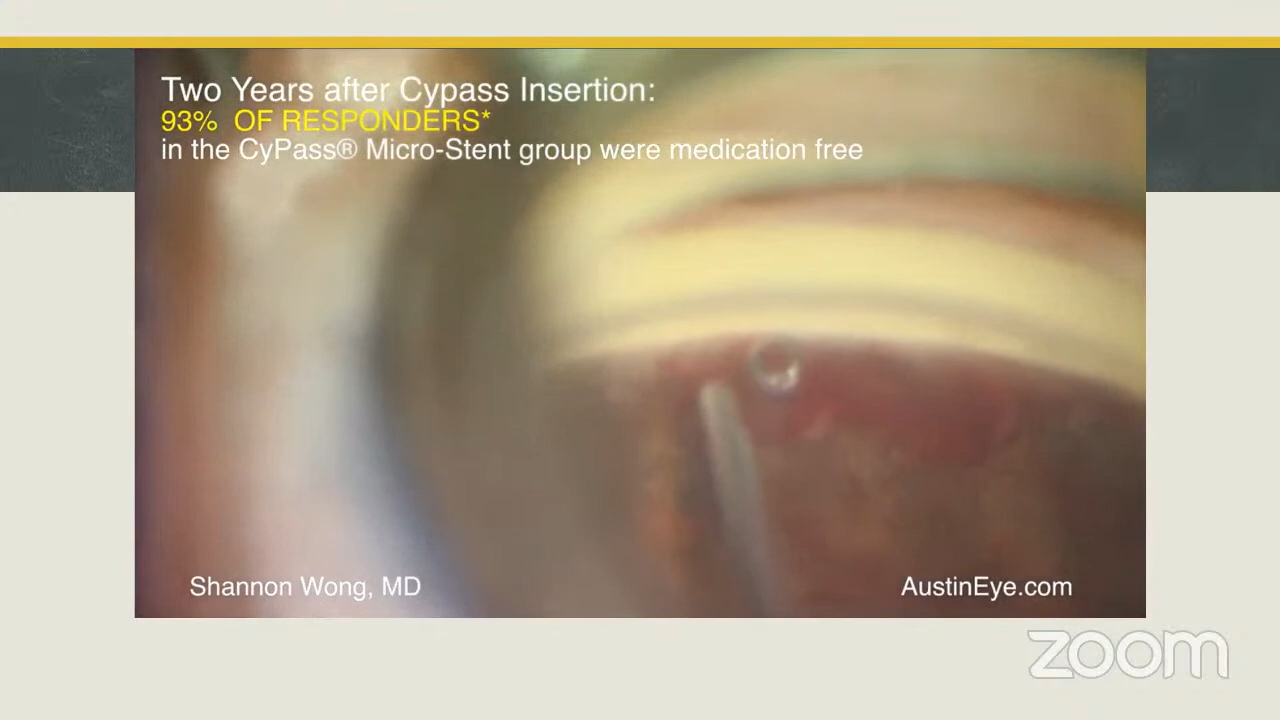 Two Years after Cypass Insertion:
93% OF RESPONDERS*
in the CyPass® Micro-Stent group were medication free
Shannon Wong, MD
AustinEye.com
zoom